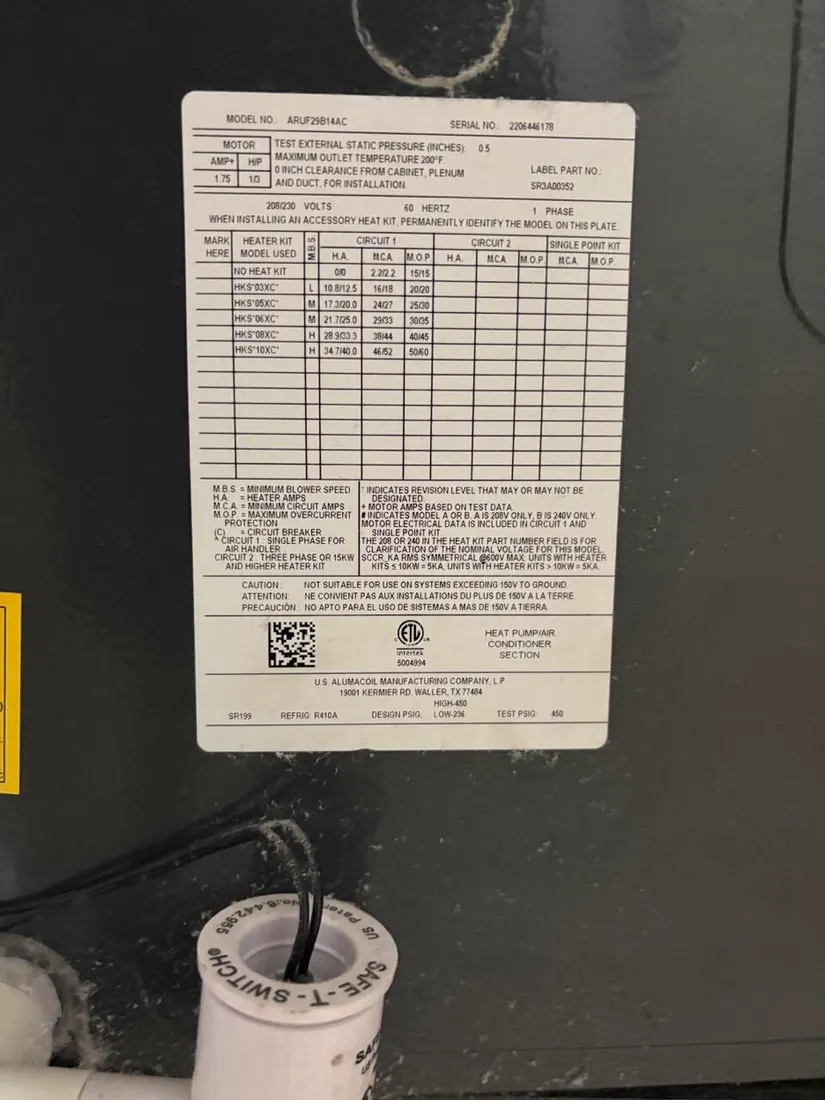 MODEL NO.: ARUF29B14AC
SERIAL NO.: 2206446178
MOTOR
AMP+ H/P
1.75 1/3
TEST EXTERNAL STATIC PRESSURE (INCHES): 0.5
MAXIMUM OUTLET TEMPERATURE 200°F.
0 INCH CLEARANCE FROM CABINET, PLENUM
AND DUCT, FOR INSTALLATION.
LABEL PART NO.:
SR3A00352
208/230 VOLTS 60 HERTZ 1 PHASE
WHEN INSTALLING AN ACCESSORY HEAT KIT, PERMANENTLY IDENTIFY THE MODEL ON THIS PLATE.
MARK HERE HEATER KIT MODEL USED M B S CIRCUIT 1 CIRCUIT 2 SINGLE POINT KIT
H.A. M.C.A. M.O.P. H.A. M.C.A. M.O.P. M.C.A. M.O.P.
NO HEAT KIT 0/0 2.2/2.2 15/15
HKS*03XC* L 10.8/12.5 16/18 20/20
HKS*05XC* M 17.3/20.0 24/27 25/30
HKS*06XC* M 21.7/25.0 29/33 30/35
HKS*08XC* H 28.9/33.3 38/44 40/45
HKS*10XC* H 34.7/40.0 46/52 50/60
M.B.S. = MINIMUM BLOWER SPEED
H.A. = HEATER AMPS
M.C.A. = MINIMUM CIRCUIT AMPS
M.O.P. = MAXIMUM OVERCURRENT
PROTECTION
(C) = CIRCUIT BREAKER
^ CIRCUIT 1 : SINGLE PHASE FOR
AIR HANDLER
CIRCUIT 2 : THREE PHASE OR 15KW
AND HIGHER HEATER KIT
* INDICATES REVISION LEVEL THAT MAY OR MAY NOT BE
DESIGNATED.
+ MOTOR AMPS BASED ON TEST DATA.
# INDICATES MODEL A OR B. A IS 208V ONLY, B IS 240V ONLY.
MOTOR ELECTRICAL DATA IS INCLUDED IN CIRCUIT 1 AND
SINGLE POINT KIT.
THE 208 OR 240 IN THE HEAT KIT PART NUMBER FIELD IS FOR
CLARIFICATION OF THE NOMINAL VOLTAGE FOR THIS MODEL
SCCR_KA RMS SYMMETRICAL @600V MAX; UNITS WITH HEATER
KITS ≤ 10KW = 5KA, UNITS WITH HEATER KITS > 10KW = 5KA.
CAUTION : NOT SUITABLE FOR USE ON SYSTEMS EXCEEDING 150V TO GROUND.
ATTENTION: NE CONVIENT PAS AUX INSTALLATIONS DU PLUS DE 150V A LA TERRE.
PRECAUCIÓN : NO APTO PARA EL USO DE SISTEMAS A MAS DE 150V A TIERRA.
ETL
C US
Intertek
5004994
HEAT PUMP/AIR
CONDITIONER
SECTION
U.S. ALUMACOIL MANUFACTURING COMPANY, L.P
19001 KERMIER RD, WALLER, TX 77484
HIGH-450
SR199 REFRIG: R410A DESIGN PSIG: LOW-236 TEST PSIG: 450
US Patent No.:8,442,955
SAFE-T-SWITCH®